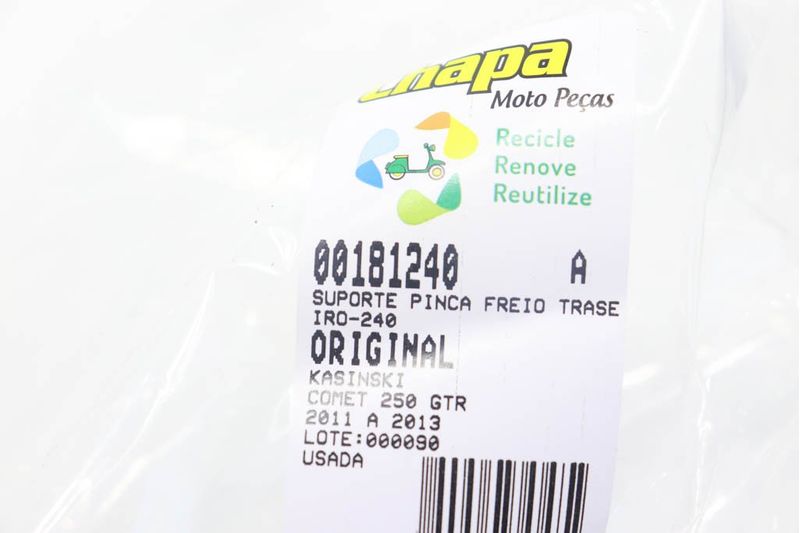 Chapa
Moto Peças
Recicle
Renove
Reutilize
00181240 A
SUPORTE PINCA FREIO TRASE
IRO-240
ORIGINAL
KASINSKI
COMET 250 GTR
2011 A 2013
LOTE:000090
USADA